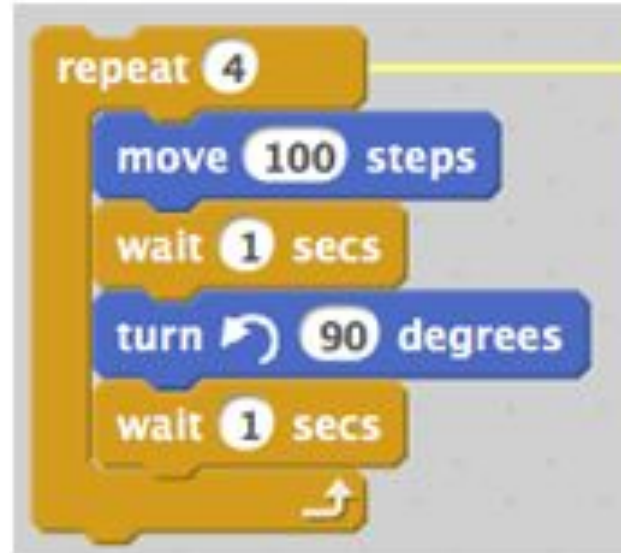 repeat 4
move 100 steps
wait 1 secs
turn 90 degrees
wait 1 secs